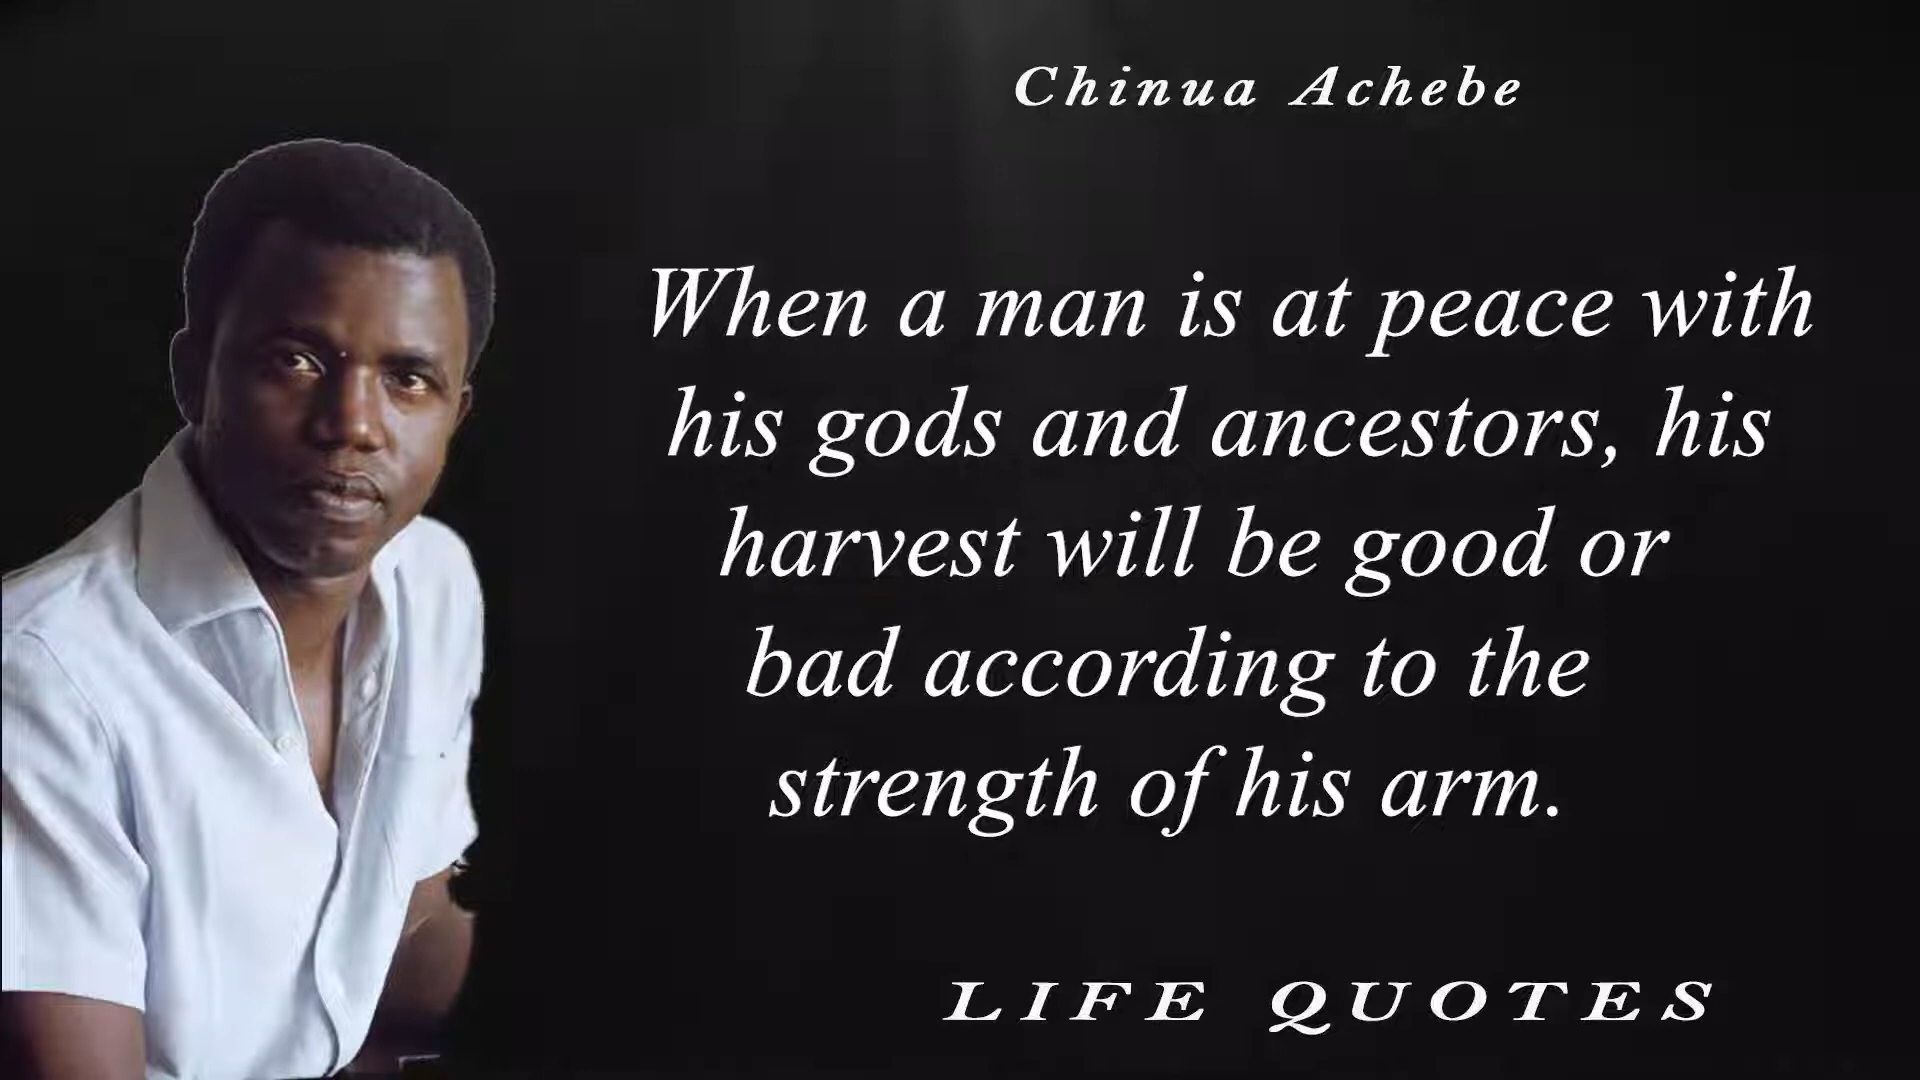 Chinua Achebe
When a man is at peace with
his gods and ancestors, his
harvest will be good or
bad according to the
strength of his arm.
LIFE QUOTES